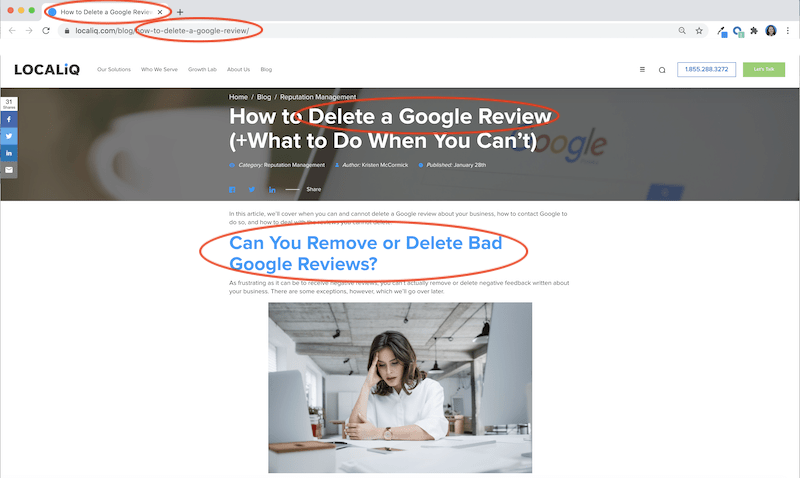 How to Delete a Google Review
localiq.com/blog/how-to-delete-a-google-review/
LOCALiQ
Our Solutions Who We Serve Growth Lab About Us Blog
1.855.288.3272
Let's Talk
31
Shares
Home / Blog / Reputation Management
How to Delete a Google Review
(+What to Do When You Can't)
Category: Reputation Management Author: Kristen McCormick Published: January 28th
Share
Google
In this article, we'll cover when you can and cannot delete a Google review about your business, how to contact Google to
do so, and how to deal with the reviews you cannot delete.
Can You Remove or Delete Bad
Google Reviews?
As frustrating as it can be to receive negative reviews, you can't actually remove or delete negative feedback written about
your business. There are some exceptions, however, which we'll go over later.